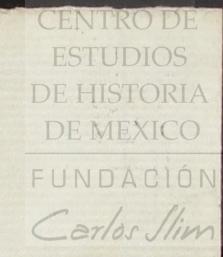 CENTRO DE
ESTUDIOS
DE HISTORIA
DE MEXICO
FUNDACIÓN
Carlos Slim